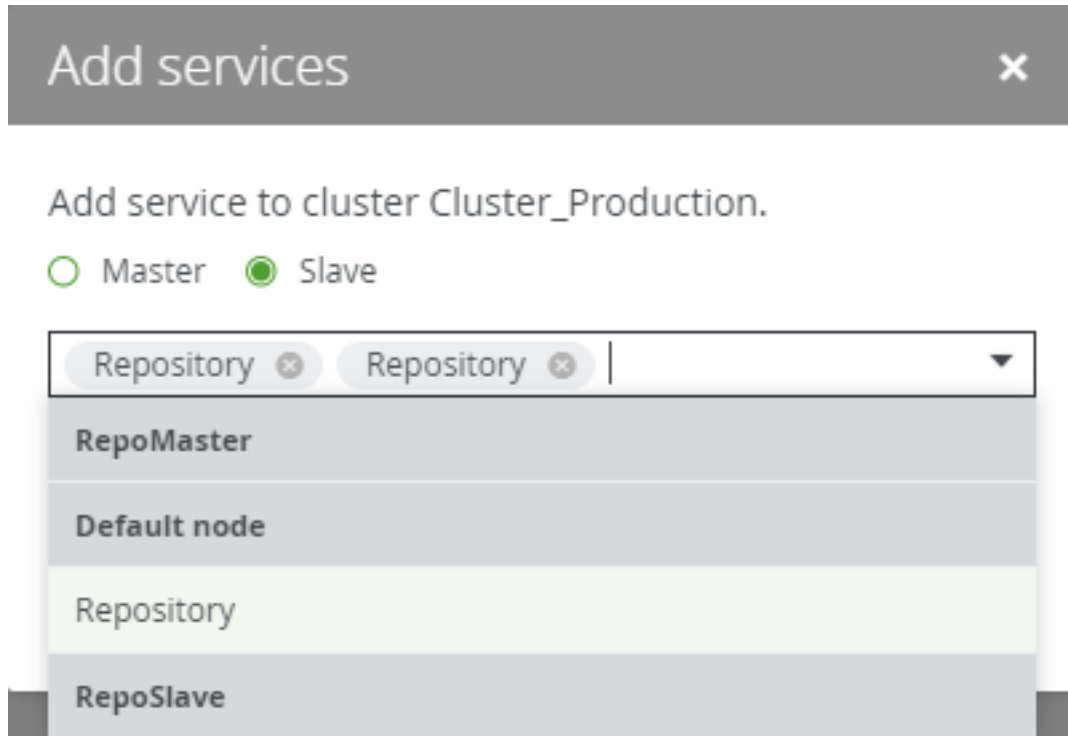 Add services
Add service to cluster Cluster_Production.
Master Slave
Repository Repository
RepoMaster
Default node
Repository
RepoSlave